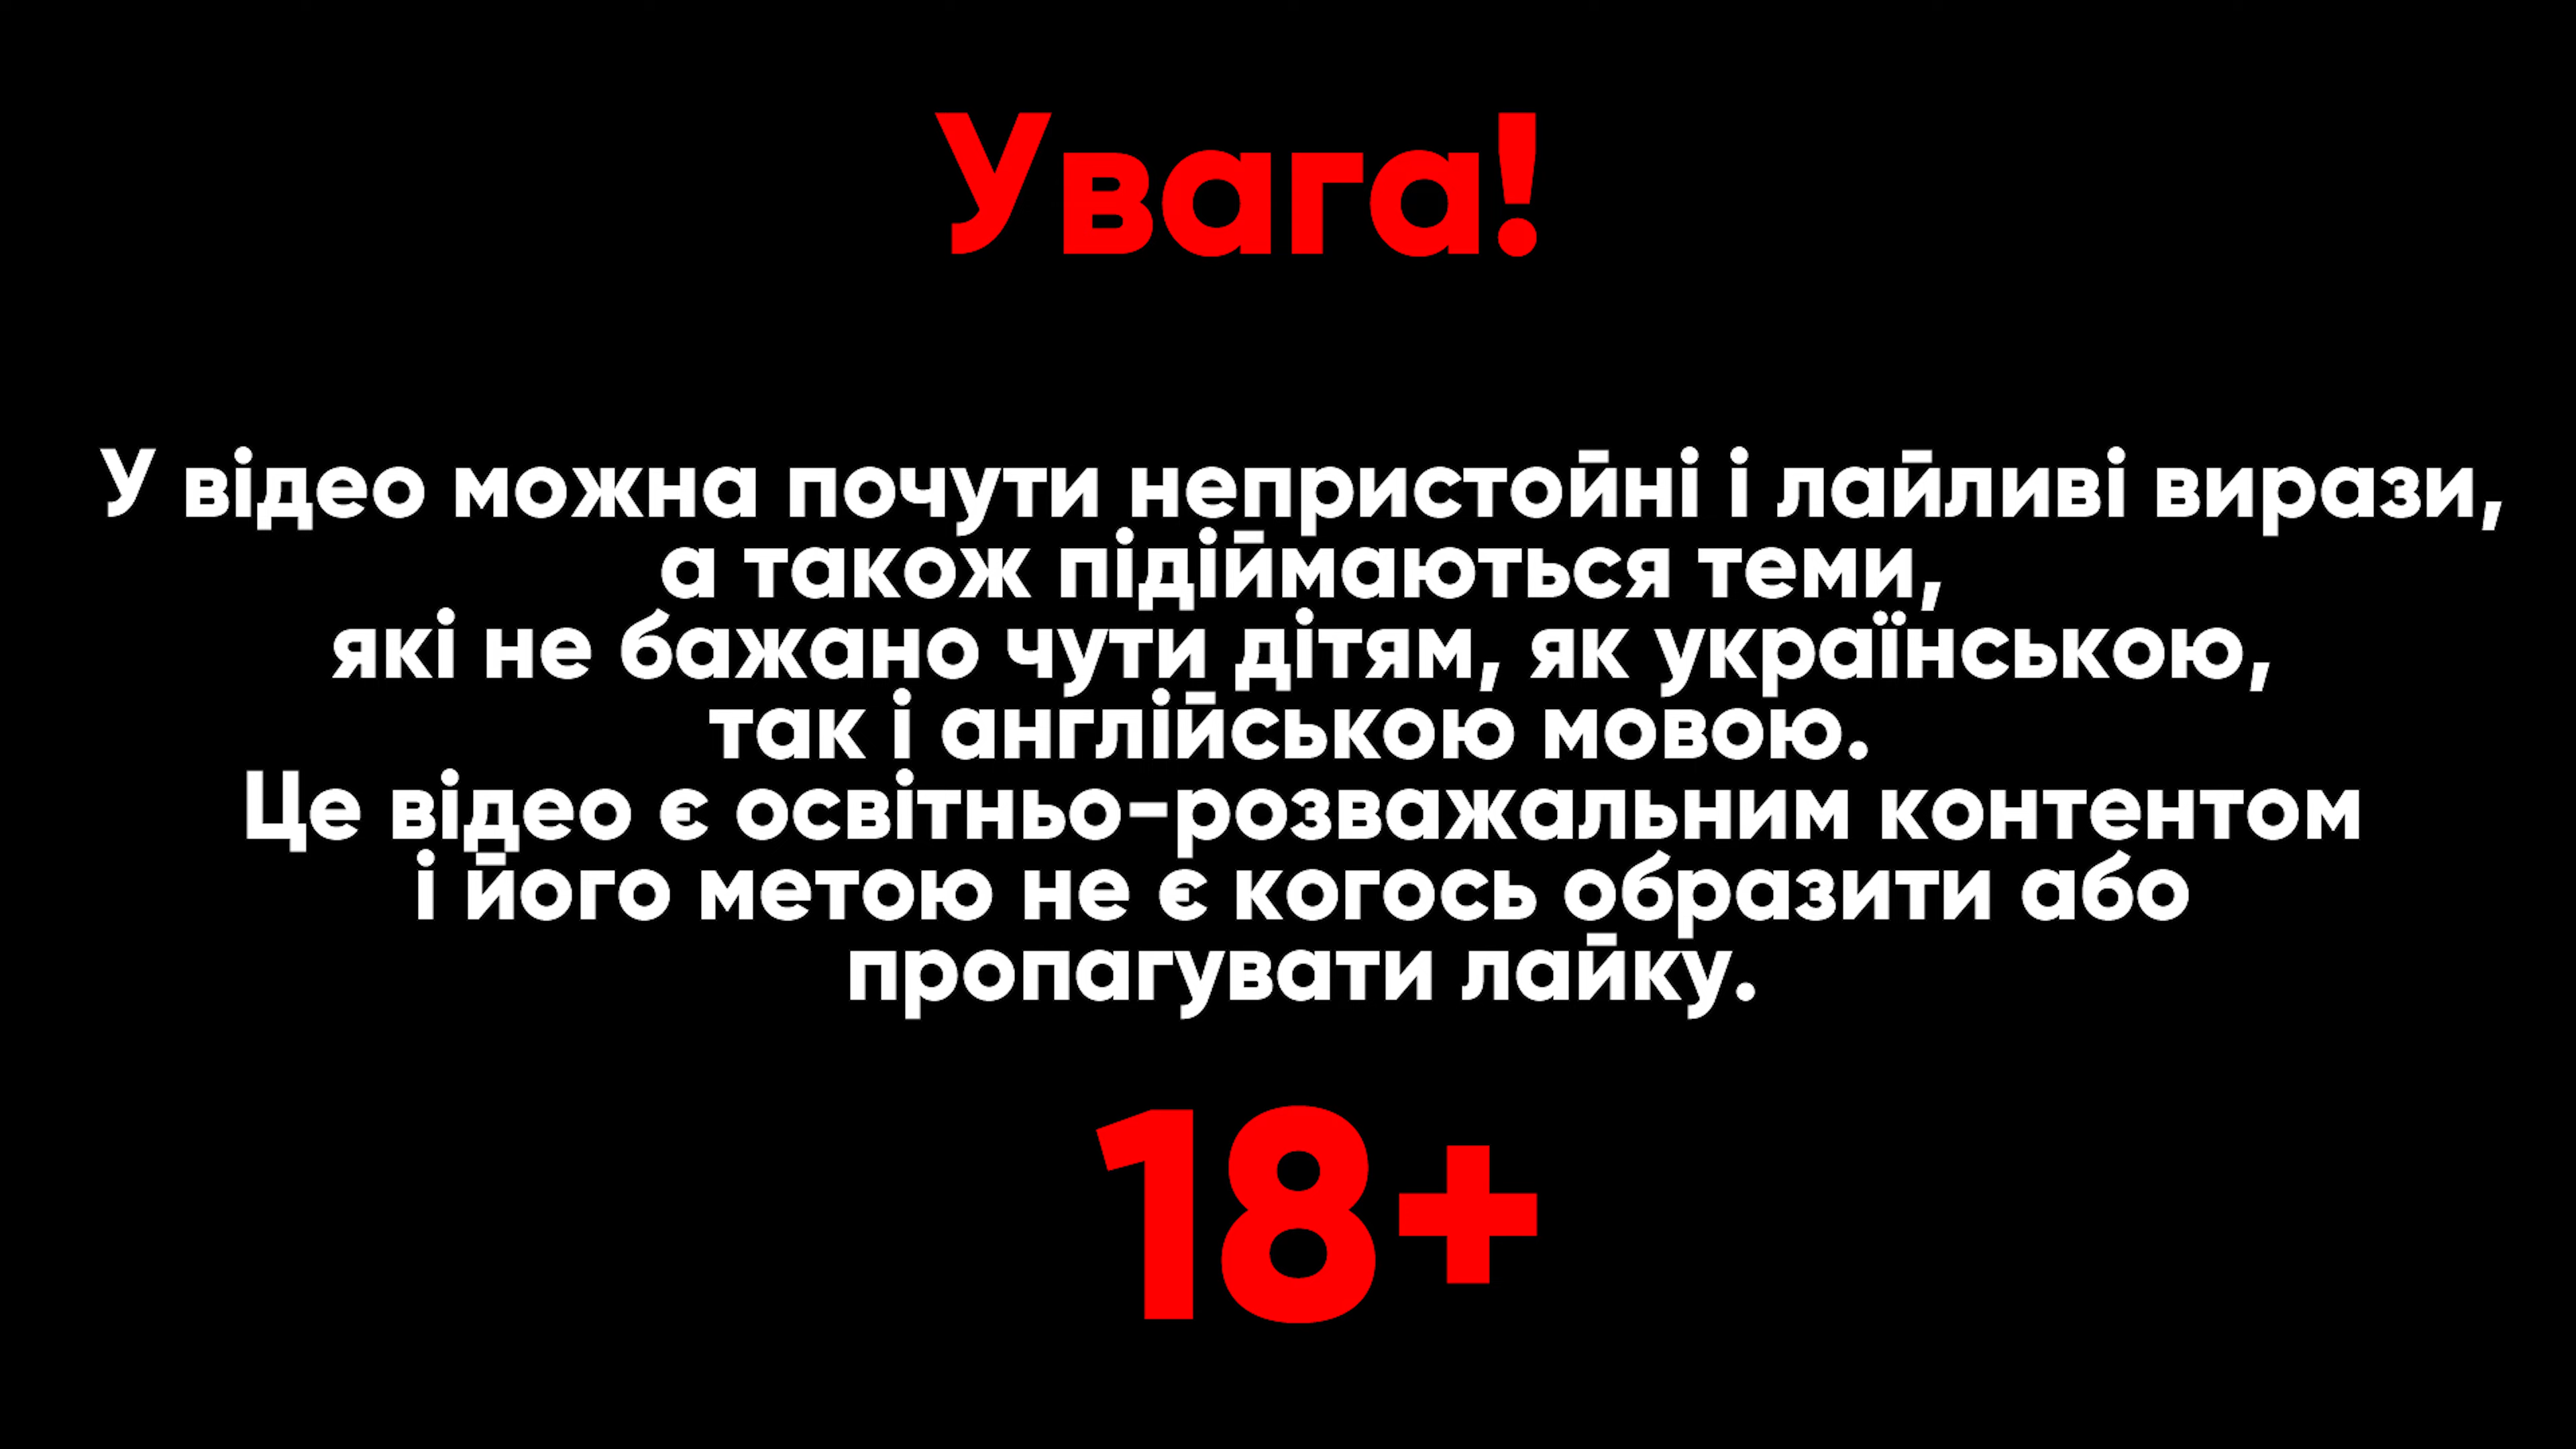 Увага!
У відео можна почути непристойні і лайливі вирази,
а також підіймаються теми,
які не бажано чути дітям, як українською,
так і англійською мовою.
Це відео є освітньо-розважальним контентом
і його метою не є когось образити або
пропагувати лайку.
18+